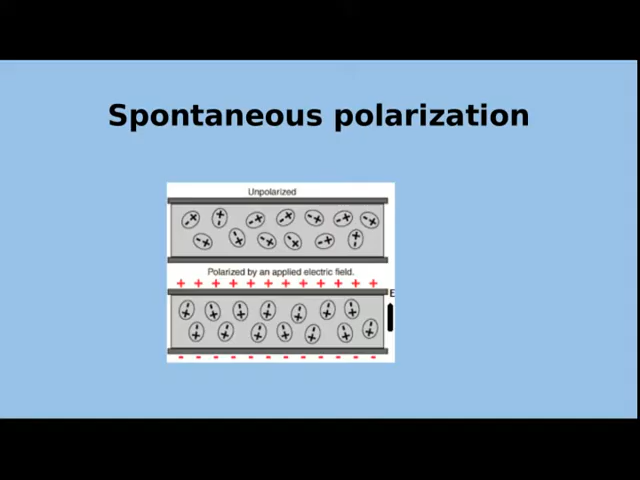 Spontaneous polarization
Unpolarized
Polarized by an applied electric field.
+ + + + + + + + + + + +
E
- - - - - - - - - - - -